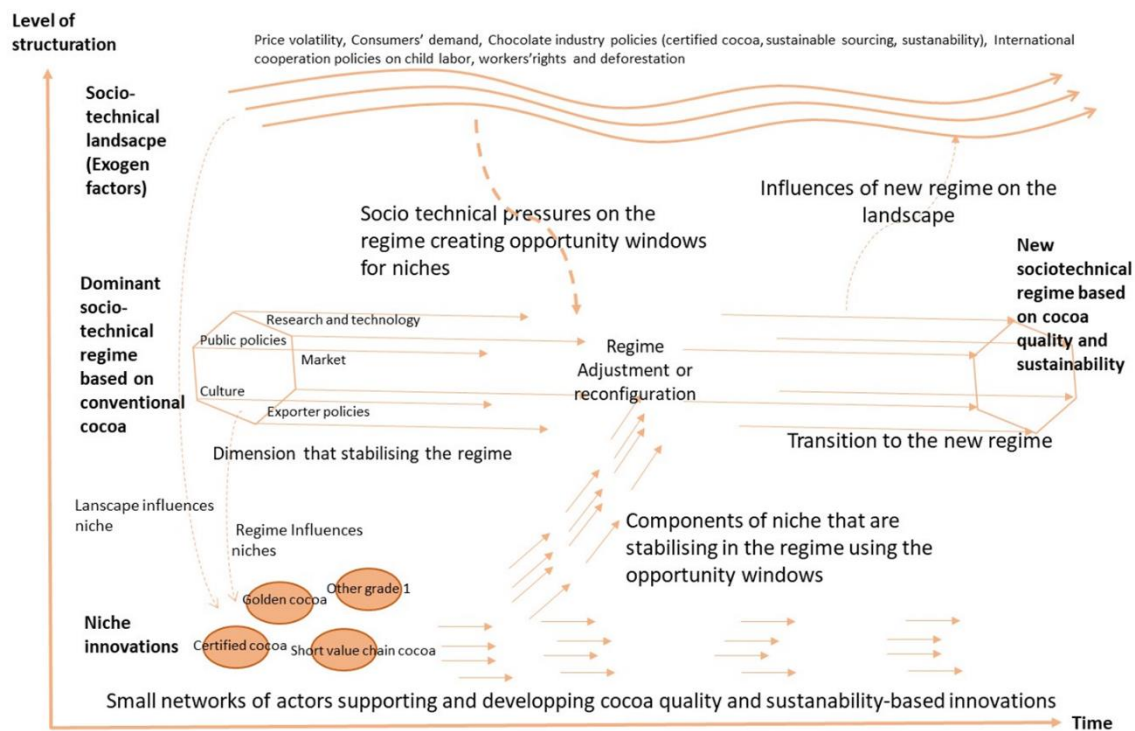 Level of
structuration
Price volatility, Consumers' demand, Chocolate industry policies (certified cocoa, sustainable sourcing, sustanability), International
cooperation policies on child labor, workers'rights and deforestation
Socio-
technical
landsacpe
(Exogen
factors)
Influences of new regime on the
landscape
Socio technical pressures on the
regime creating opportunity windows
for niches
New
sociotechnical
regime based
on cocoa
quality and
sustainability
Dominant
socio-
technical
regime
based on
conventional
cocoa
Research and technology
Public policies
Market
Culture
Exporter policies
Regime
Adjustment or
reconfiguration
Dimension that stabilising the regime
Transition to the new regime
Lanscape influences
niche
Regime Influences
niches
Components of niche that are
stabilising in the regime using the
opportunity windows
Niche
innovations
Golden cocoa
Other grade 1
Certified cocoa
Short value chain cocoa
Small networks of actors supporting and developping cocoa quality and sustanability-based innovations
Time